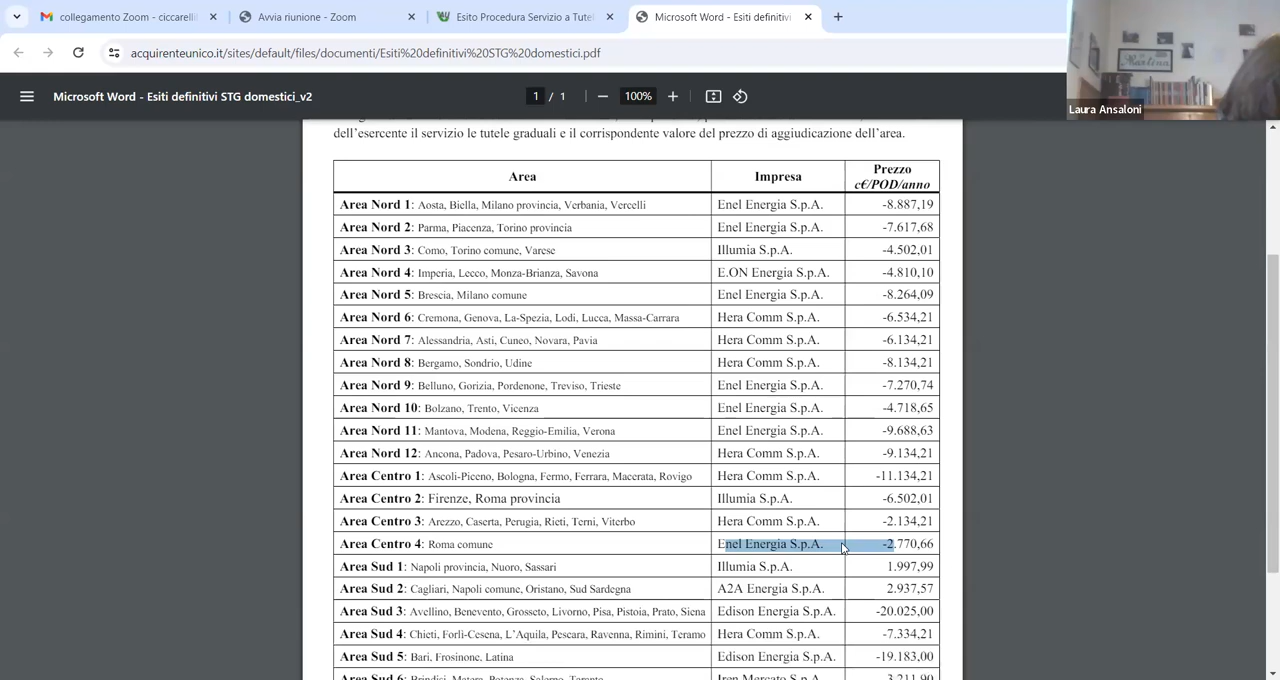 collegamento Zoom - ciccarelli
Avvia riunione - Zoom
Esito Procedura Servizio a Tutel
Microsoft Word - Esiti definitivi
acquirenteunico.it/sites/default/files/documenti/Esiti%20definitivi%20STG%20domestici.pdf
Martina
Laura Ansaloni
Microsoft Word - Esiti definitivi STG domestici_v2
1 / 1
100%
dell'esercente il servizio le tutele graduali e il corrispondente valore del prezzo di aggiudicazione dell'area.
Area Impresa Prezzo
c€/POD/anno
Area Nord 1: Aosta, Biella, Milano provincia, Verbania, Vercelli Enel Energia S.p.A. -8.887,19
Area Nord 2: Parma, Piacenza, Torino provincia Enel Energia S.p.A. -7.617,68
Area Nord 3: Como, Torino comune, Varese Illumia S.p.A. -4.502,01
Area Nord 4: Imperia, Lecco, Monza-Brianza, Savona E.ON Energia S.p.A. -4.810,10
Area Nord 5: Brescia, Milano comune Enel Energia S.p.A. -8.264,09
Area Nord 6: Cremona, Genova, La-Spezia, Lodi, Lucca, Massa-Carrara Hera Comm S.p.A. -6.534,21
Area Nord 7: Alessandria, Asti, Cuneo, Novara, Pavia Hera Comm S.p.A. -6.134,21
Area Nord 8: Bergamo, Sondrio, Udine Hera Comm S.p.A. -8.134,21
Area Nord 9: Belluno, Gorizia, Pordenone, Treviso, Trieste Enel Energia S.p.A. -7.270,74
Area Nord 10: Bolzano, Trento, Vicenza Enel Energia S.p.A. -4.718,65
Area Nord 11: Mantova, Modena, Reggio-Emilia, Verona Enel Energia S.p.A. -9.688,63
Area Nord 12: Ancona, Padova, Pesaro-Urbino, Venezia Hera Comm S.p.A. -9.134,21
Area Centro 1: Ascoli-Piceno, Bologna, Fermo, Ferrara, Macerata, Rovigo Hera Comm S.p.A. -11.134,21
Area Centro 2: Firenze, Roma provincia Illumia S.p.A. -6.502,01
Area Centro 3: Arezzo, Caserta, Perugia, Rieti, Terni, Viterbo Hera Comm S.p.A. -2.134,21
Area Centro 4: Roma comune Enel Energia S.p.A. -2.770,66
Area Sud 1: Napoli provincia, Nuoro, Sassari Illumia S.p.A. 1.997,99
Area Sud 2: Cagliari, Napoli comune, Oristano, Sud Sardegna A2A Energia S.p.A. 2.937,57
Area Sud 3: Avellino, Benevento, Grosseto, Livorno, Pisa, Pistoia, Prato, Siena Edison Energia S.p.A. -20.025,00
Area Sud 4: Chieti, Forlì-Cesena, L'Aquila, Pescara, Ravenna, Rimini, Teramo Hera Comm S.p.A. -7.334,21
Area Sud 5: Bari, Frosinone, Latina Edison Energia S.p.A. -19.183,00
Area Sud 6: Brindisi, Matera, Potenza, Salerno, Taranto Iren Mercato S.p.A. 3.211,90